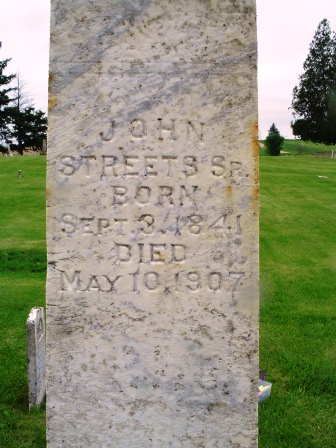 JOHN
STREETS SR.
BORN
SEPT. 3. 1841
DIED
MAY 10, 1907